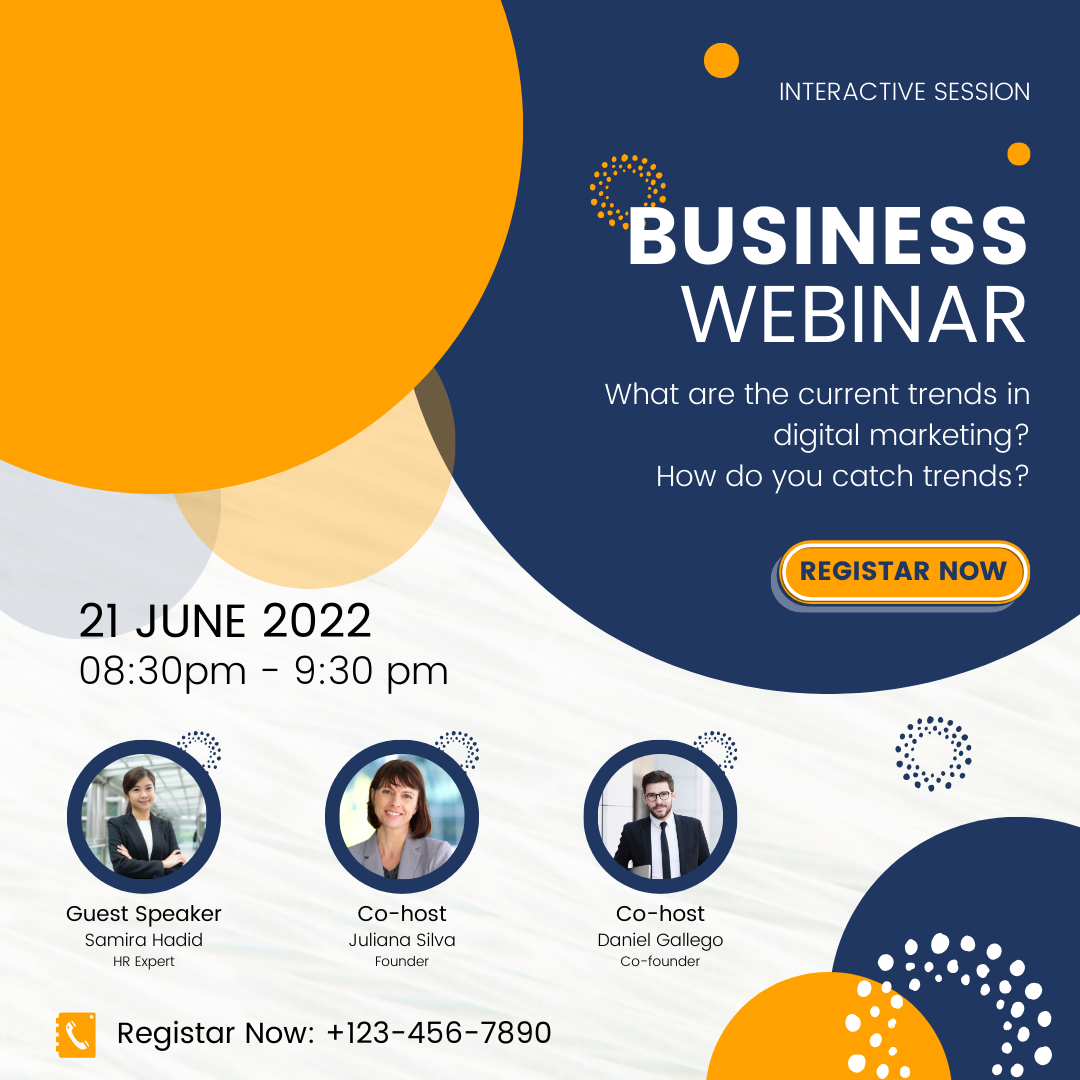 INTERACTIVE SESSION
BUSINESS
WEBINAR
What are the current trends in
digital marketing?
How do you catch trends?
REGISTAR NOW
21 JUNE 2022
08:30pm - 9:30 pm
Guest Speaker
Samira Hadid
HR Expert
Co-host
Juliana Silva
Founder
Co-host
Daniel Gallego
Co-founder
Registar Now: +123-456-7890